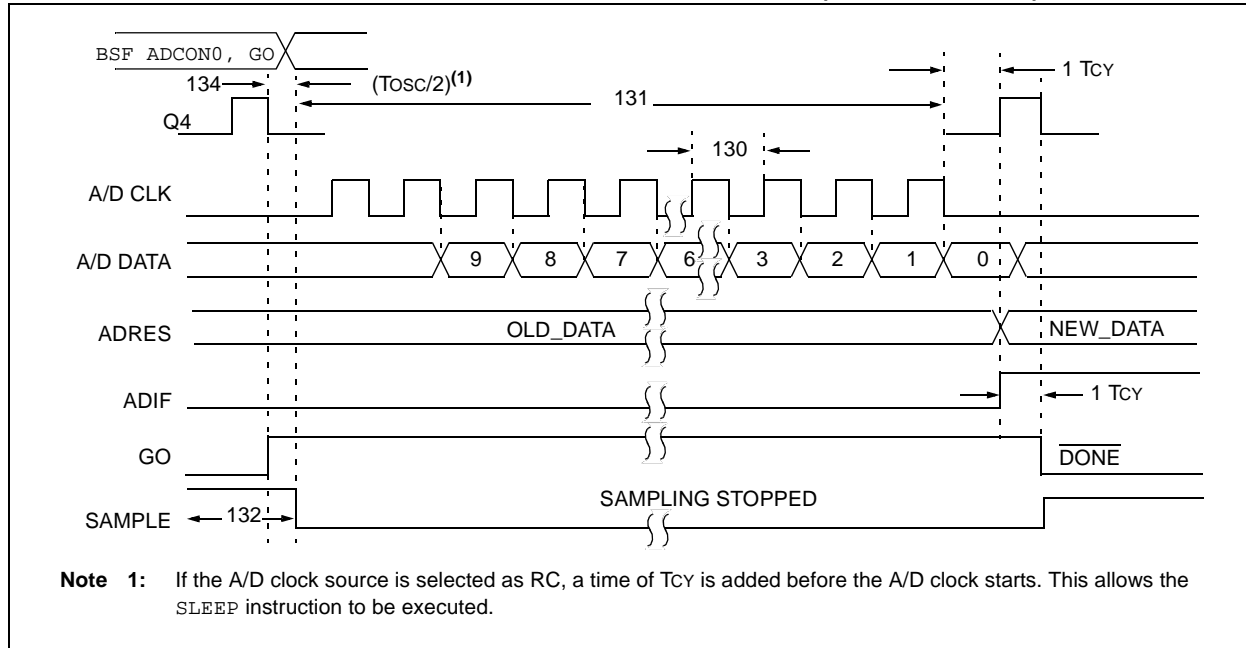 BSF ADCON0, GO
134 (TOSC/2)(1) 131 1 TCY
Q4
130
A/D CLK
A/D DATA 9 8 7 6 3 2 1 0
ADRES OLD_DATA NEW_DATA
ADIF 1 TCY
GO DONE
SAMPLING STOPPED
SAMPLE 132
Note 1: If the A/D clock source is selected as RC, a time of TCY is added before the A/D clock starts. This allows the
SLEEP instruction to be executed.